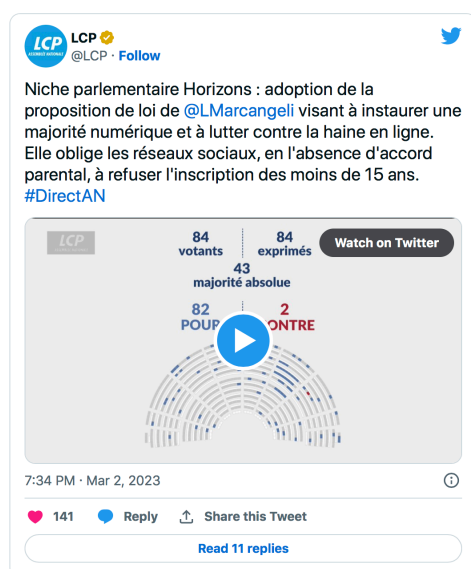 LCP
ASSEMBLÉE NATIONALE
LCP
@LCP · Follow
Niche parlementaire Horizons : adoption de la
proposition de loi de @LMarcangeli visant à instaurer une
majorité numérique et à lutter contre la haine en ligne.
Elle oblige les réseaux sociaux, en l'absence d'accord
parental, à refuser l'inscription des moins de 15 ans.
#DirectAN
LCP
84 84
votants exprimés
Watch on Twitter
43
majorité absolue
82 2
7:34 PM · Mar 2, 2023
141 Reply Share this Tweet
Read 11 replies